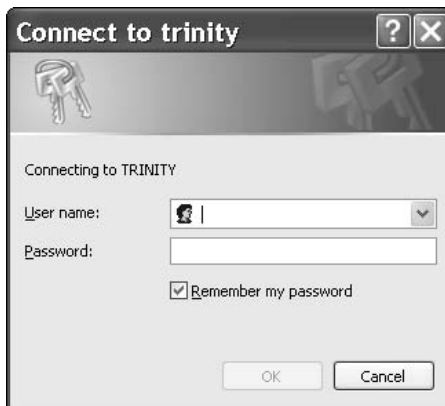 Connect to trinity
Connecting to TRINITY
User name:
Password:
Remember my password
OK
Cancel